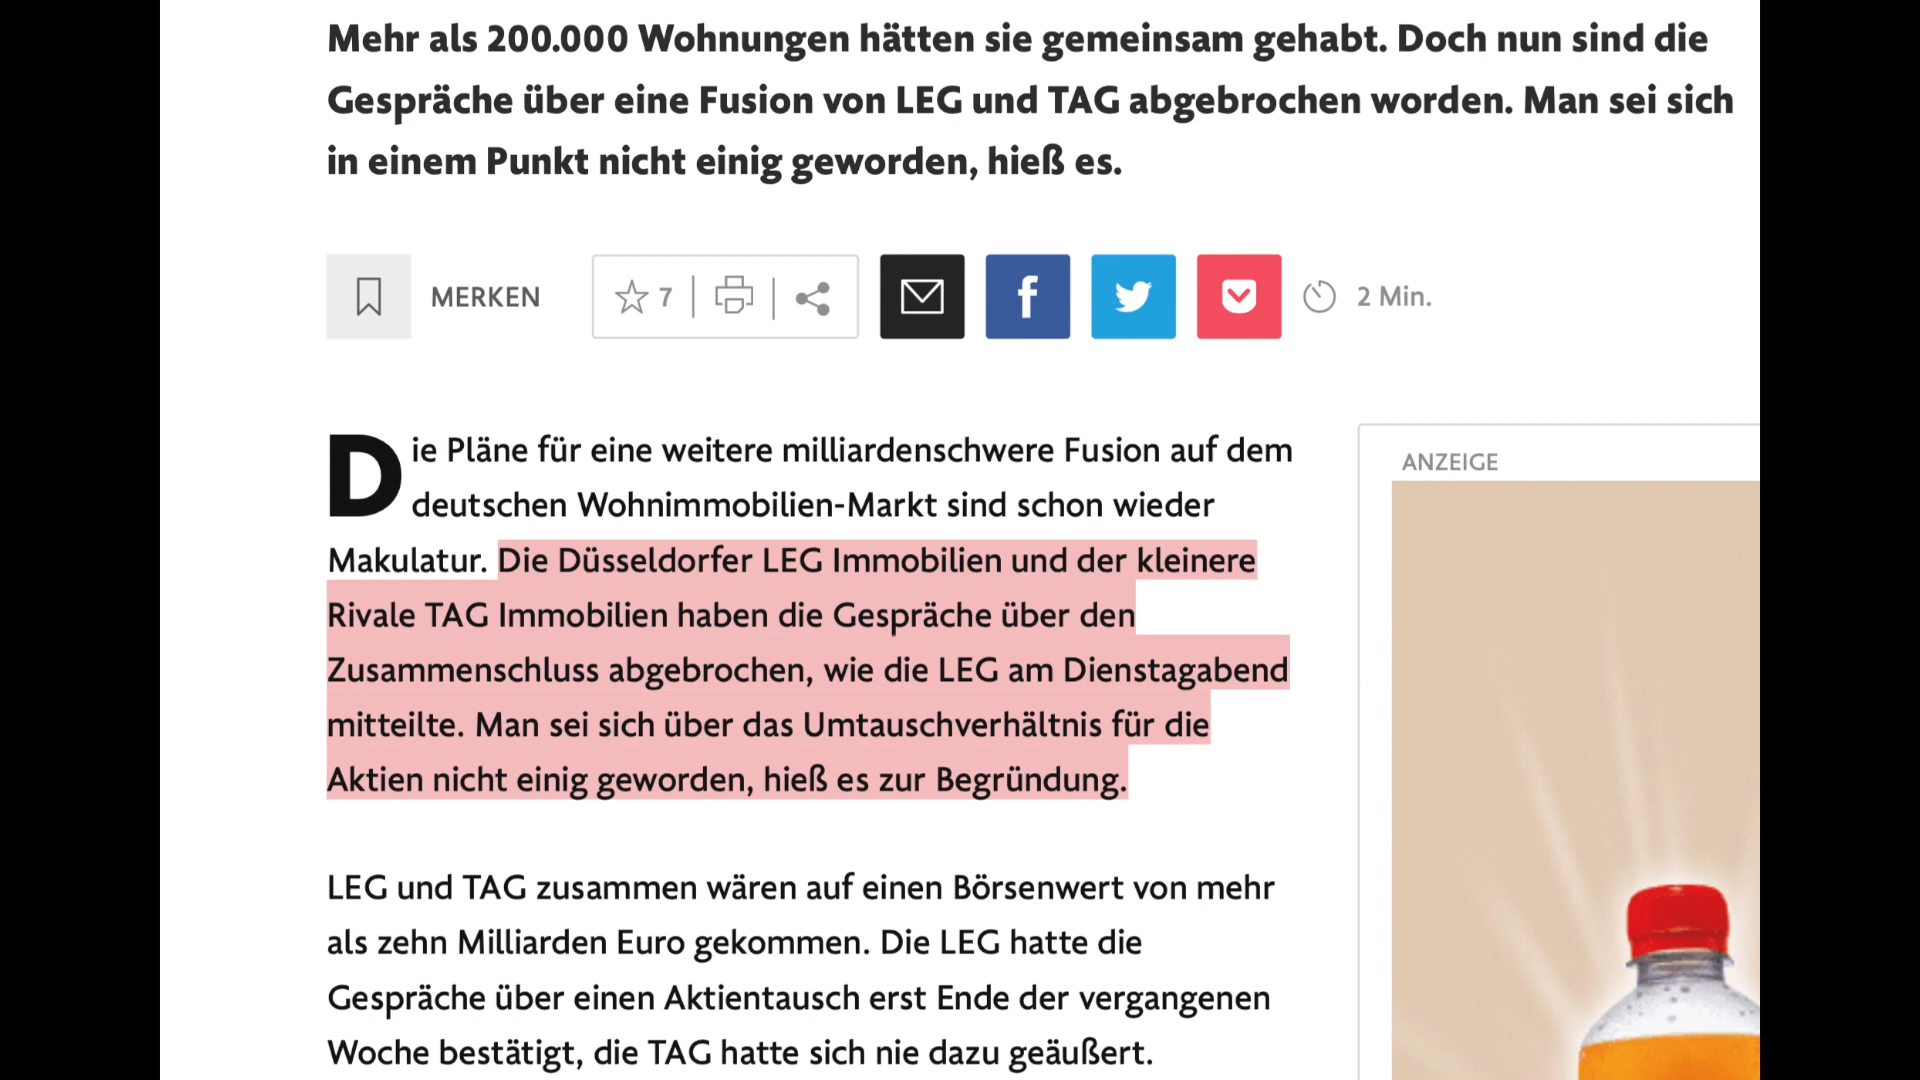 Mehr als 200.000 Wohnungen hätten sie gemeinsam gehabt. Doch nun sind die
Gespräche über eine Fusion von LEG und TAG abgebrochen worden. Man sei sich
in einem Punkt nicht einig geworden, hieß es.
MERKEN
7
2 Min.
Die Pläne für eine weitere milliardenschwere Fusion auf dem
deutschen Wohnimmobilien-Markt sind schon wieder
Makulatur. Die Düsseldorfer LEG Immobilien und der kleinere
Rivale TAG Immobilien haben die Gespräche über den
Zusammenschluss abgebrochen, wie die LEG am Dienstagabend
mitteilte. Man sei sich über das Umtauschverhältnis für die
Aktien nicht einig geworden, hieß es zur Begründung.
LEG und TAG zusammen wären auf einen Börsenwert von mehr
als zehn Milliarden Euro gekommen. Die LEG hatte die
Gespräche über einen Aktientausch erst Ende der vergangenen
Woche bestätigt, die TAG hatte sich nie dazu geäußert.
ANZEIGE